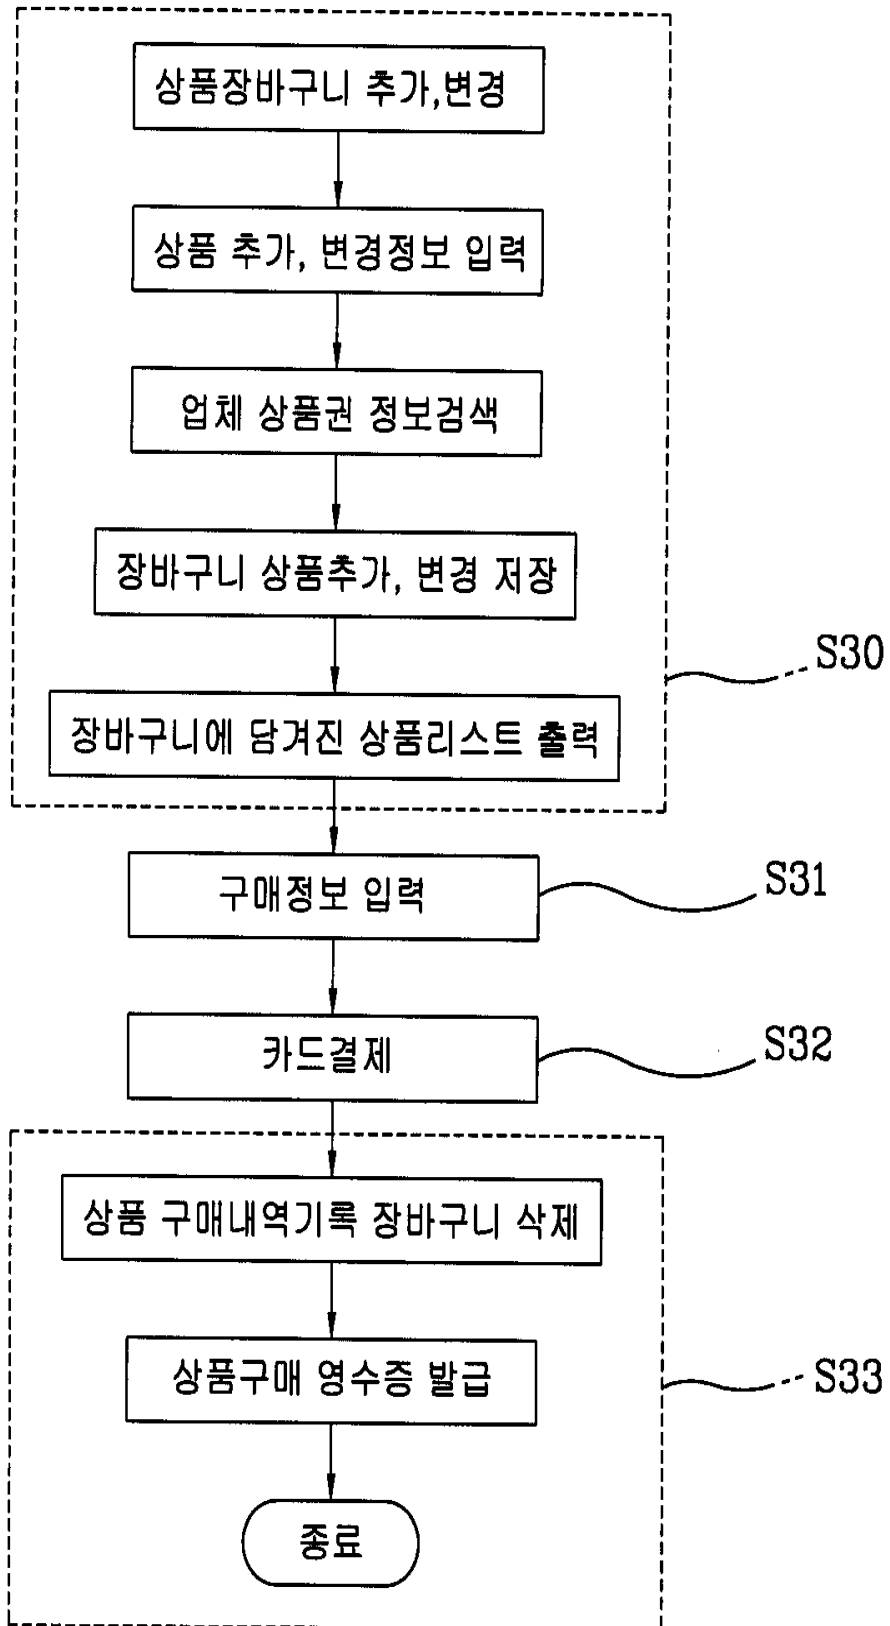 상품장바구니 추가,변경
상품 추가, 변경정보 입력
업체 상품권 정보검색
장바구니 상품추가, 변경 저장
S30
장바구니에 담겨진 상품리스트 출력
구매정보 입력
S31
카드결제
S32
상품 구매내역기록 장바구니 삭제
상품구매 영수증 발급
S33
종료